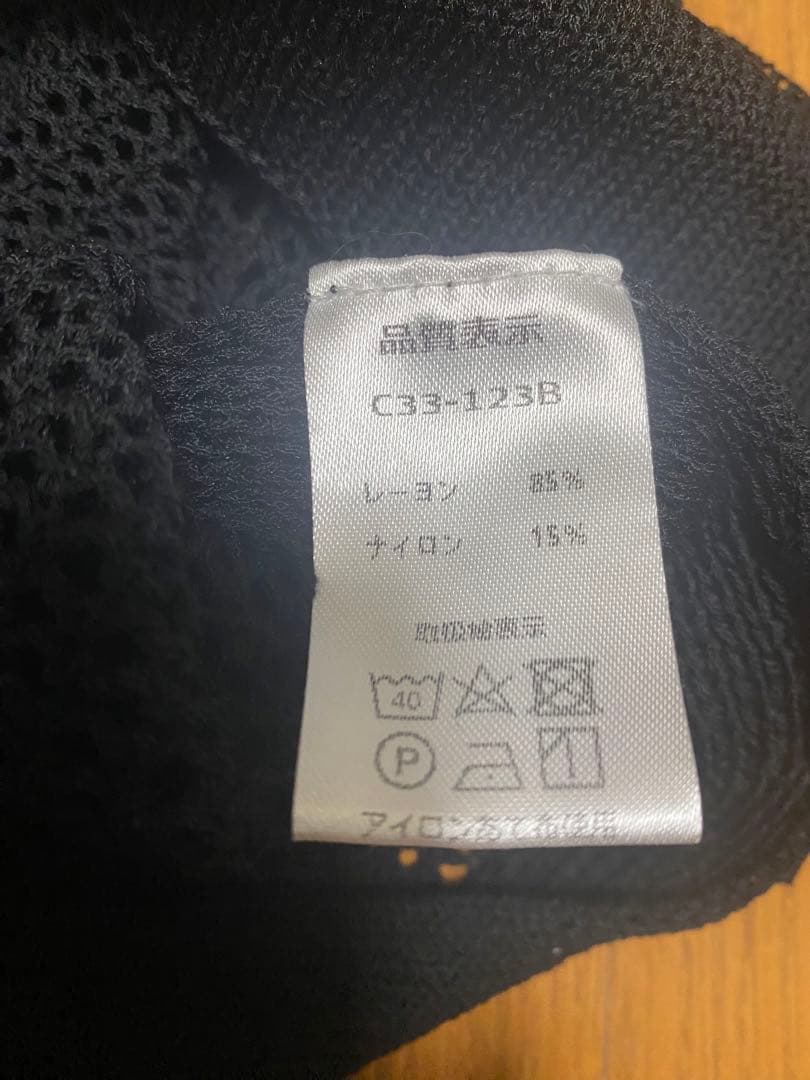 品質表示
C33-123B
レーヨン 85%
ナイロン 15%
取扱絵表示
40
P
アイロンあて布使用